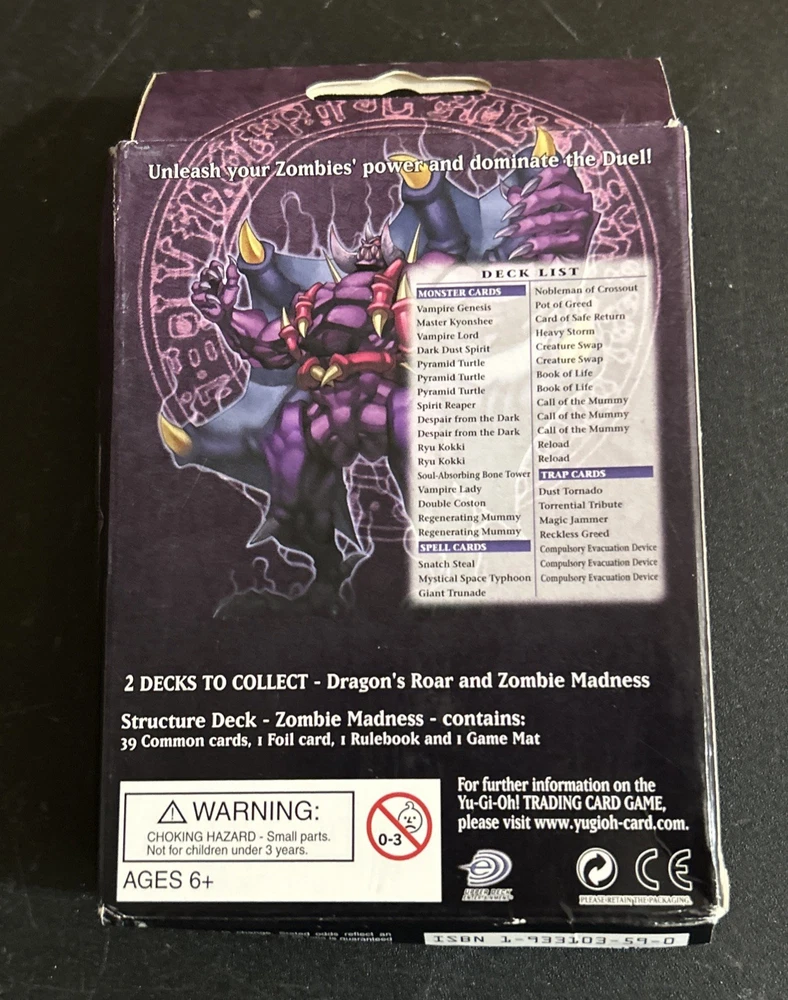 Unleash your Zombies' power and dominate the Duel!
DECK LIST
MONSTER CARDS
Vampire Genesis
Master Kyonshee
Vampire Lord
Dark Dust Spirit
Pyramid Turtle
Pyramid Turtle
Pyramid Turtle
Spirit Reaper
Despair from the Dark
Despair from the Dark
Ryu Kokki
Ryu Kokki
Soul-Absorbing Bone Tower
Vampire Lady
Double Coston
Regenerating Mummy
Regenerating Mummy
SPELL CARDS
Snatch Steal
Mystical Space Typhoon
Giant Trunade
Nobleman of Crossout
Pot of Greed
Card of Safe Return
Heavy Storm
Creature Swap
Creature Swap
Book of Life
Book of Life
Call of the Mummy
Call of the Mummy
Call of the Mummy
Reload
Reload
TRAP CARDS
Dust Tornado
Torrential Tribute
Magic Jammer
Reckless Greed
Compulsory Evacuation Device
Compulsory Evacuation Device
Compulsory Evacuation Device
2 DECKS TO COLLECT - Dragon's Roar and Zombie Madness
Structure Deck - Zombie Madness - contains:
39 Common cards, 1 Foil card, 1 Rulebook and 1 Game Mat
WARNING:
CHOKING HAZARD - Small parts.
Not for children under 3 years.
0-3
AGES 6+
For further information on the
Yu-Gi-Oh! TRADING CARD GAME,
please visit www.yugioh-card.com.
UPPER DECK
ENTERTAINMENT
CE
PLEASE RETAIN THE PACKAGING
ISBN 1-933103-59-0